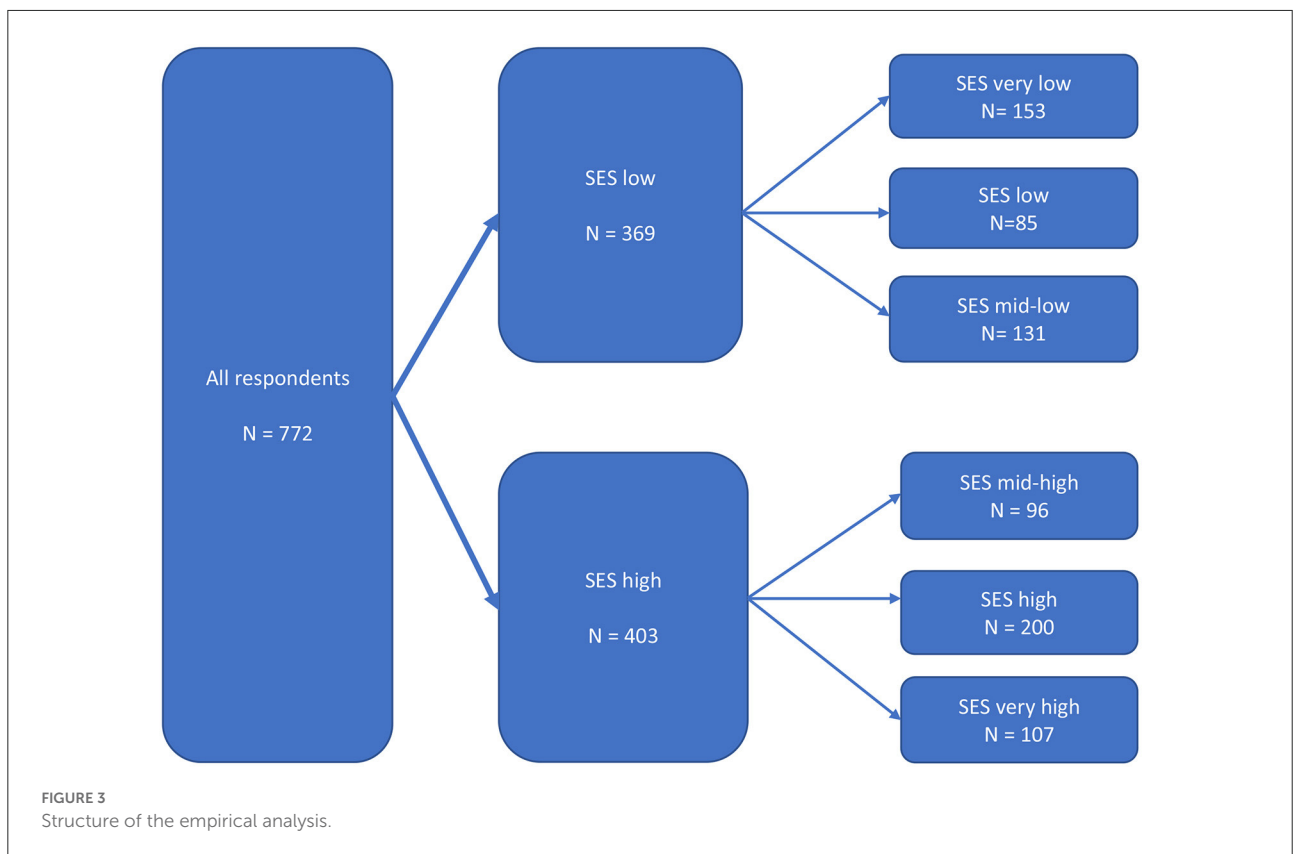 All respondents
N = 772
SES low
N = 369
SES very low
N= 153
SES low
N=85
SES mid-low
N= 131
SES high
N = 403
SES mid-high
N = 96
SES high
N = 200
SES very high
N = 107
FIGURE 3
Structure of the empirical analysis.